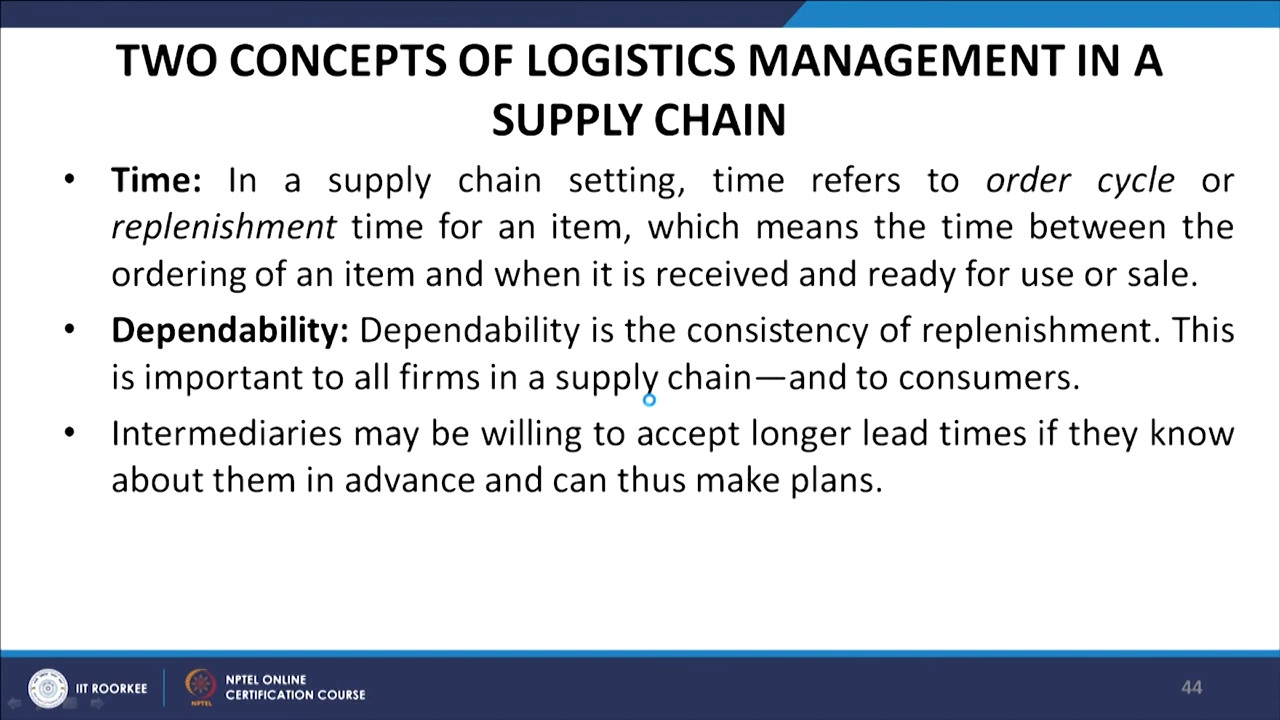 TWO CONCEPTS OF LOGISTICS MANAGEMENT IN A
SUPPLY CHAIN
• Time: In a supply chain setting, time refers to order cycle or
replenishment time for an item, which means the time between the
ordering of an item and when it is received and ready for use or sale.
• Dependability: Dependability is the consistency of replenishment. This
is important to all firms in a supply chain—and to consumers.
• Intermediaries may be willing to accept longer lead times if they know
about them in advance and can thus make plans.
IIT ROORKEE
NPTEL
NPTEL ONLINE
CERTIFICATION COURSE
44